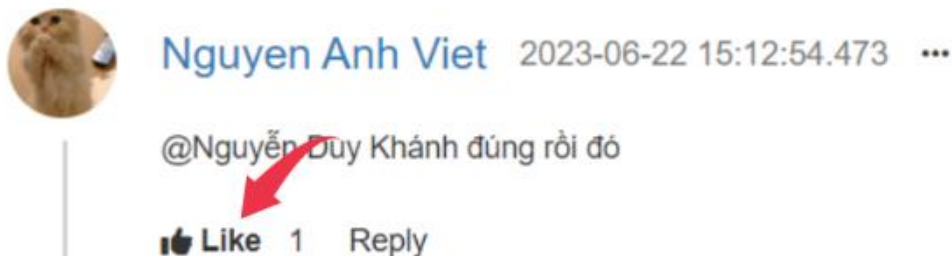 Nguyen Anh Viet 2023-06-22 15:12:54.473 ...
@Nguyễn Duy Khánh đúng rồi đó
Like 1 Reply